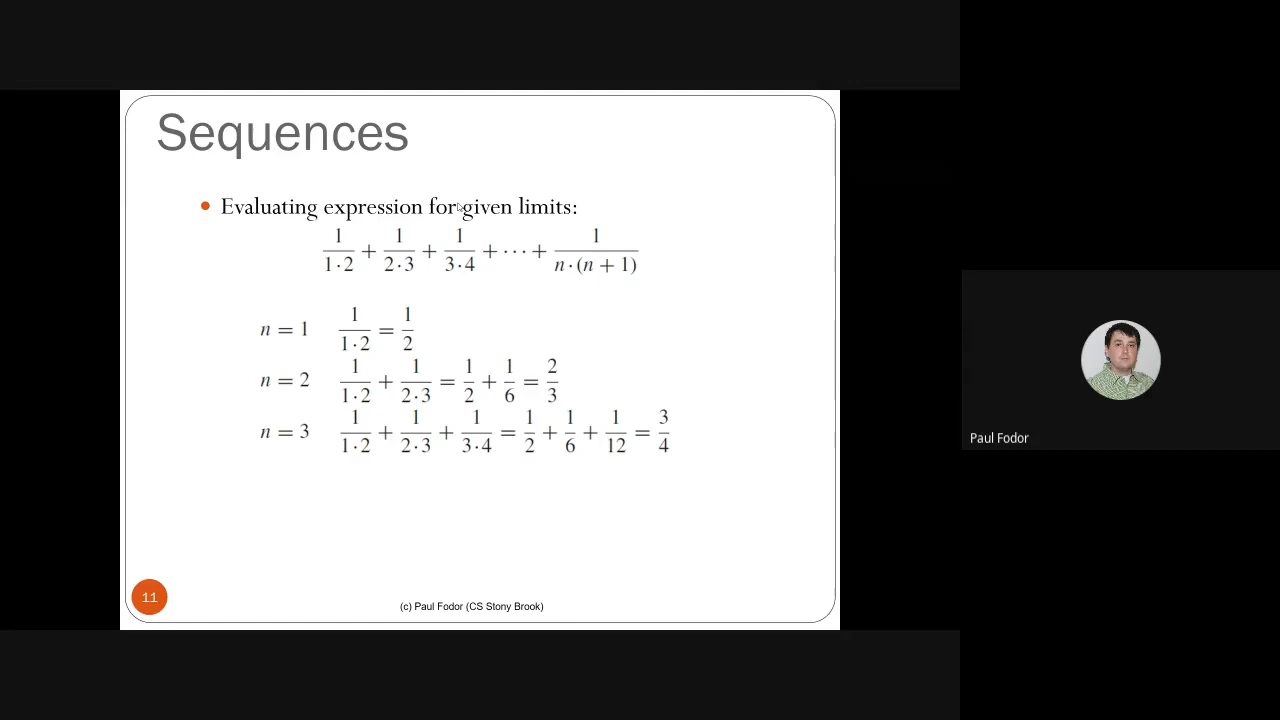 Sequences
• Evaluating expression for given limits:
1/(1·2) + 1/(2·3) + 1/(3·4) + ··· + 1/(n·(n + 1))
n = 1 1/(1·2) = 1/2
n = 2 1/(1·2) + 1/(2·3) = 1/2 + 1/6 = 2/3
n = 3 1/(1·2) + 1/(2·3) + 1/(3·4) = 1/2 + 1/6 + 1/12 = 3/4
11
(c) Paul Fodor (CS Stony Brook)
Paul Fodor